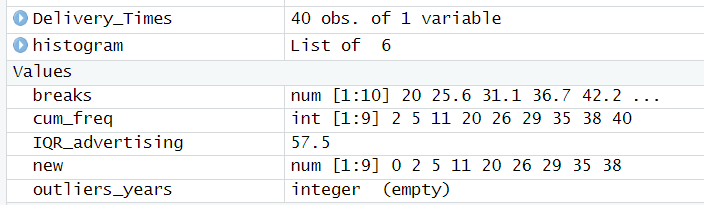 Delivery_Times 40 obs. of 1 variable
histogram List of  6
Values
breaks num [1:10] 20 25.6 31.1 36.7 42.2 ...
cum_freq int [1:9] 2 5 11 20 26 29 35 38 40
IQR_advertising 57.5
new num [1:9] 0 2 5 11 20 26 29 35 38
outliers_years integer  (empty)